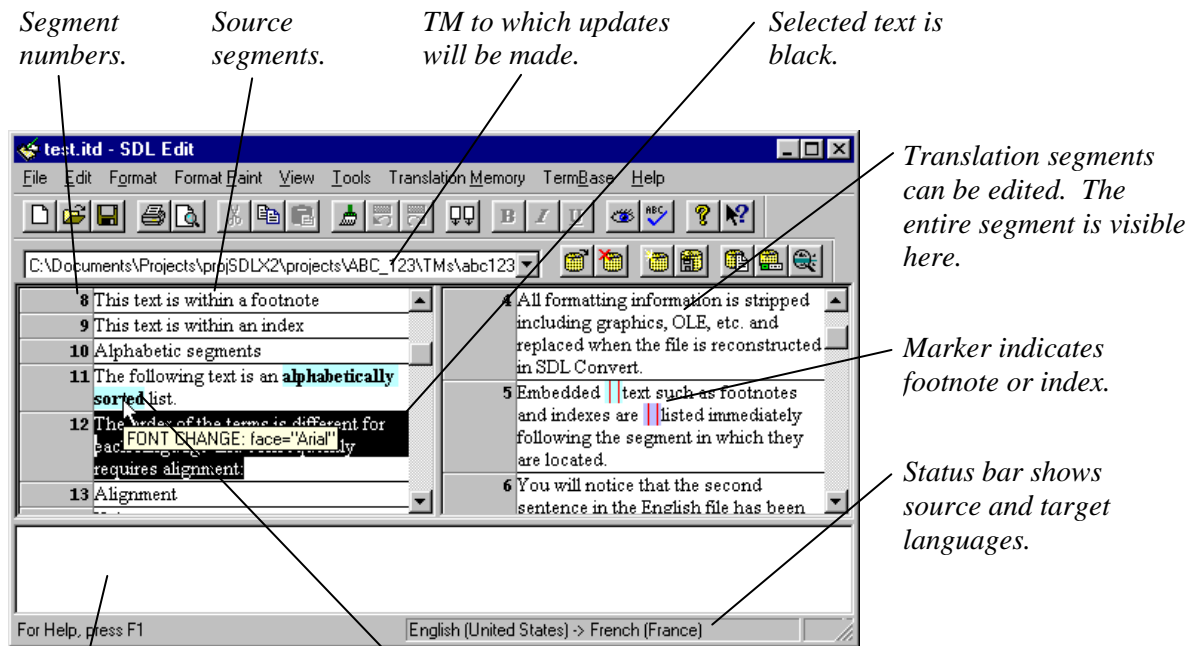 Segment
numbers.
Source
segments.
TM to which updates
will be made.
Selected text is
black.
test.itd - SDL Edit
File Edit Format Format Paint View Tools Translation Memory TermBase Help
B I U ABC ? ?
C:\Documents\Projects\projSDLX2\projects\ABC_123\TMs\abc123
8 This text is within a footnote
9 This text is within an index
10 Alphabetic segments
11 The following text is an alphabetically
sorted list.
12 The order of the terms is different for
each
requires alignment:
FONT CHANGE: face="Arial"
13 Alignment
4 All formatting information is stripped
including graphics, OLE, etc. and
replaced when the file is reconstructed
in SDL Convert.
5 Embedded text such as footnotes
and indexes are listed immediately
following the segment in which they
are located.
6 You will notice that the second
sentence in the English file has been
For Help, press F1
English (United States) -> French (France)
Translation segments
can be edited. The
entire segment is visible
here.
Marker indicates
footnote or index.
Status bar shows
source and target
languages.